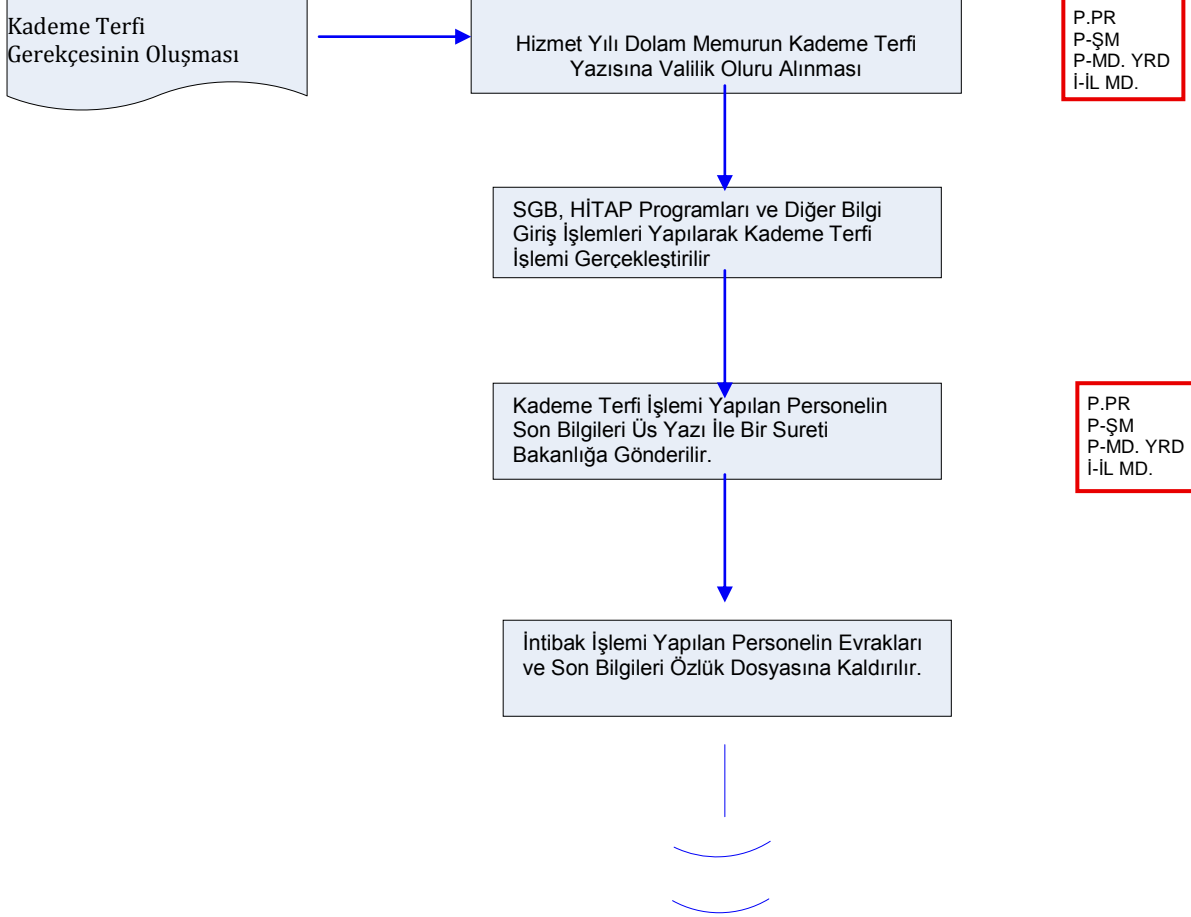 Kademe Terfi
Gerekçesinin Oluşması
Hizmet Yılı Dolam Memurun Kademe Terfi
Yazısına Valilik Oluru Alınması
P.PR
P-ŞM
P-MD. YRD
İ-İL MD.
SGB, HİTAP Programları ve Diğer Bilgi
Giriş İşlemleri Yapılarak Kademe Terfi
İşlemi Gerçekleştirilir
Kademe Terfi İşlemi Yapılan Personelin
Son Bilgileri Üs Yazı İle Bir Sureti
Bakanlığa Gönderilir.
P.PR
P-ŞM
P-MD. YRD
İ-İL MD.
İntibak İşlemi Yapılan Personelin Evrakları
ve Son Bilgileri Özlük Dosyasına Kaldırılır.